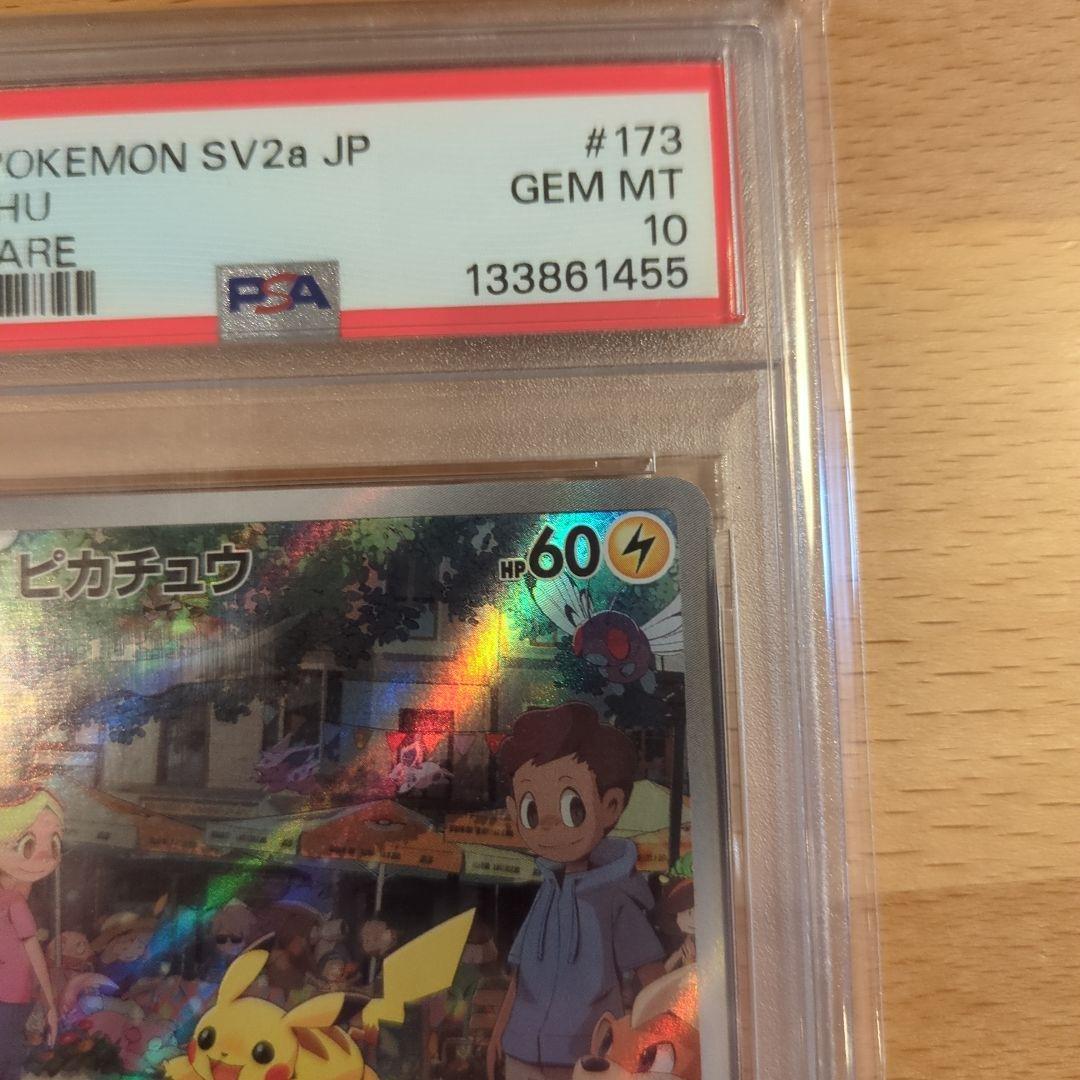 POKEMON SV2a JP #173
HU GEM MT
ARE 10
PSA 133861455
ピカチュウ HP60